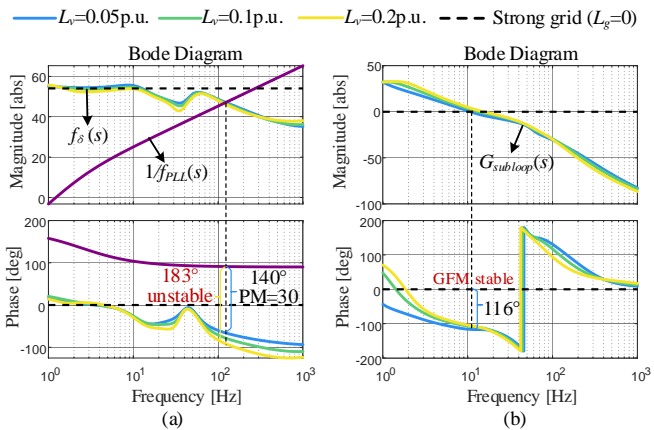 Lv=0.05p.u. Lv=0.1p.u. Lv=0.2p.u. Strong grid (Lg=0)
Bode Diagram
Magnitude [abs]
60
40
20
0
fδ(s)
1/fPLL(s)
Phase [deg]
200
100
0
-100
183°
unstable
140°
PM=30
10^0 10^1 10^2 10^3
Frequency [Hz]
(a)
Bode Diagram
Magnitude [abs]
50
0
-50
-100
Gsubloop(s)
Phase [deg]
200
100
0
-100
-200
GFM stable
116°
10^0 10^1 10^2 10^3
Frequency [Hz]
(b)